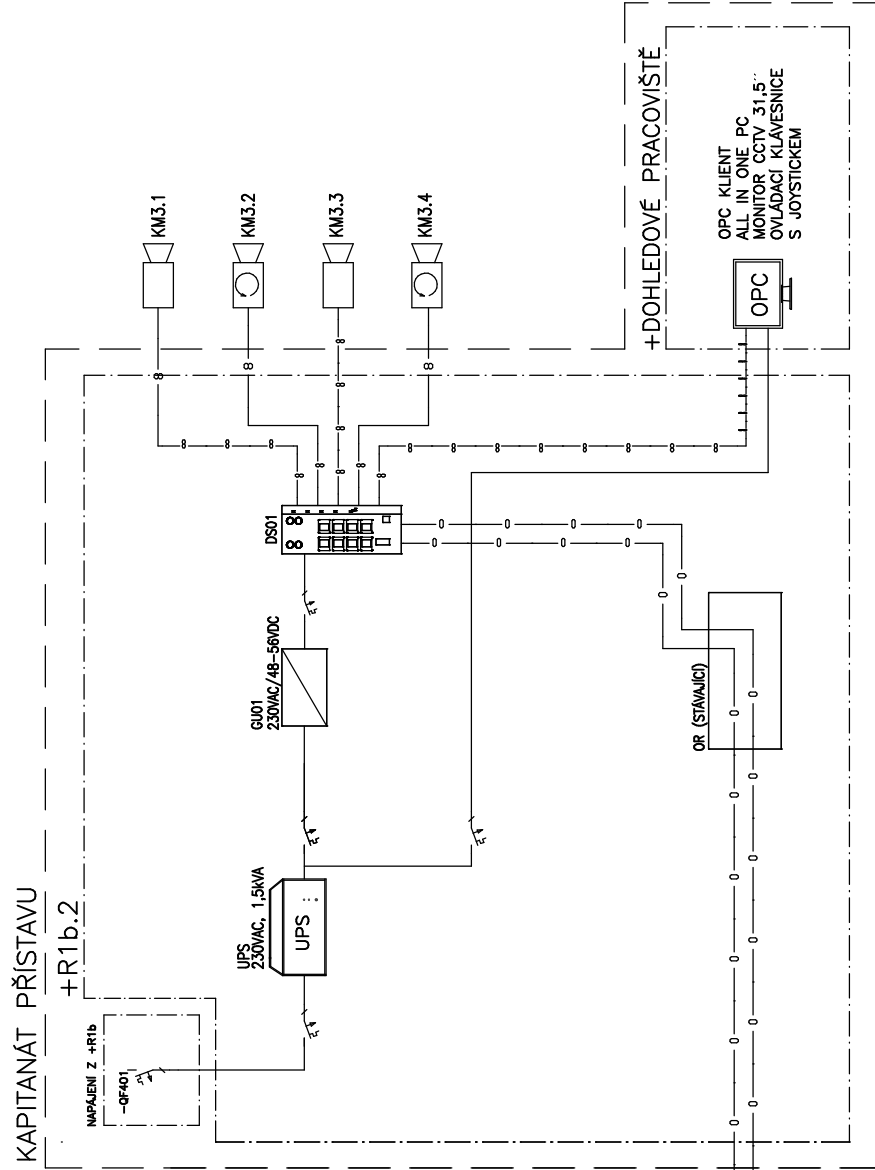 KAPITANÁT PŘÍSTAVU
+R1b.2
NAPÁJENÍ Z +R1b
-QF401
UPS
230VAC, 1,5kVA
UPS
GU01
230VAC/48-56VDC
DS01
KM3.1
KM3.2
KM3.3
KM3.4
OR (STÁVAJÍCÍ)
+DOHLEDOVÉ PRACOVIŠTĚ
OPC KLIENT
ALL IN ONE PC
MONITOR CCTV 31,5´´
OVLÁDACÍ KLÁVESNICE
S JOYSTICKEM
OPC